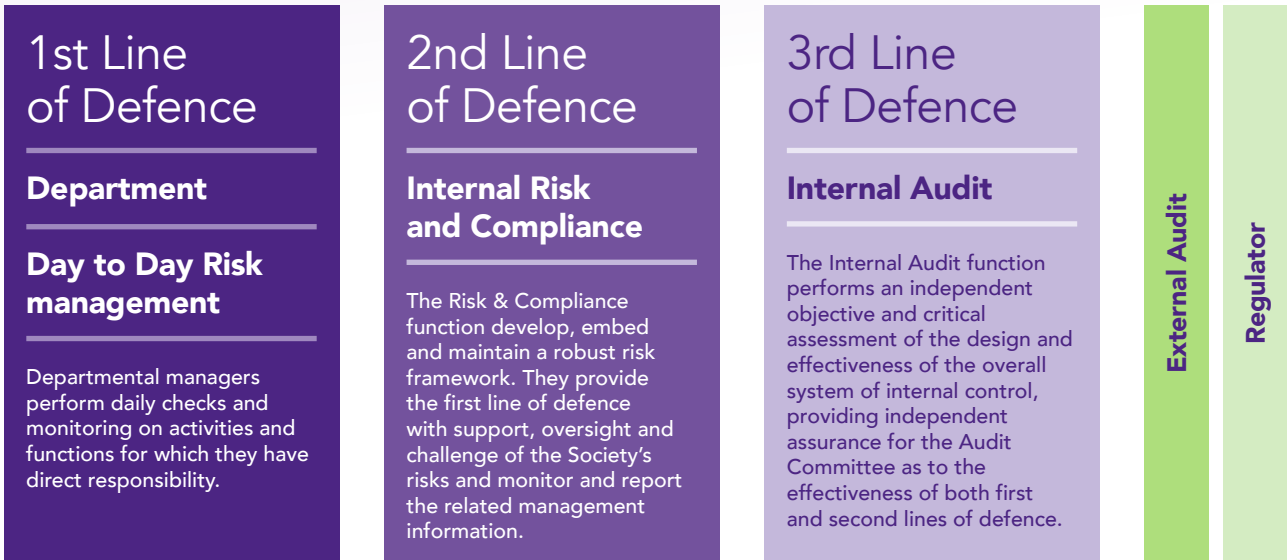 1st Line
of Defence
Department
Day to Day Risk
management
Departmental managers
perform daily checks and
monitoring on activities and
functions for which they have
direct responsibility.
2nd Line
of Defence
Internal Risk
and Compliance
The Risk & Compliance
function develop, embed
and maintain a robust risk
framework. They provide
the first line of defence
with support, oversight and
challenge of the Society’s
risks and monitor and report
the related management
information.
3rd Line
of Defence
Internal Audit
The Internal Audit function
performs an independent
objective and critical
assessment of the design and
effectiveness of the overall
system of internal control,
providing independent
assurance for the Audit
Committee as to the
effectiveness of both first
and second lines of defence.
External Audit
Regulator